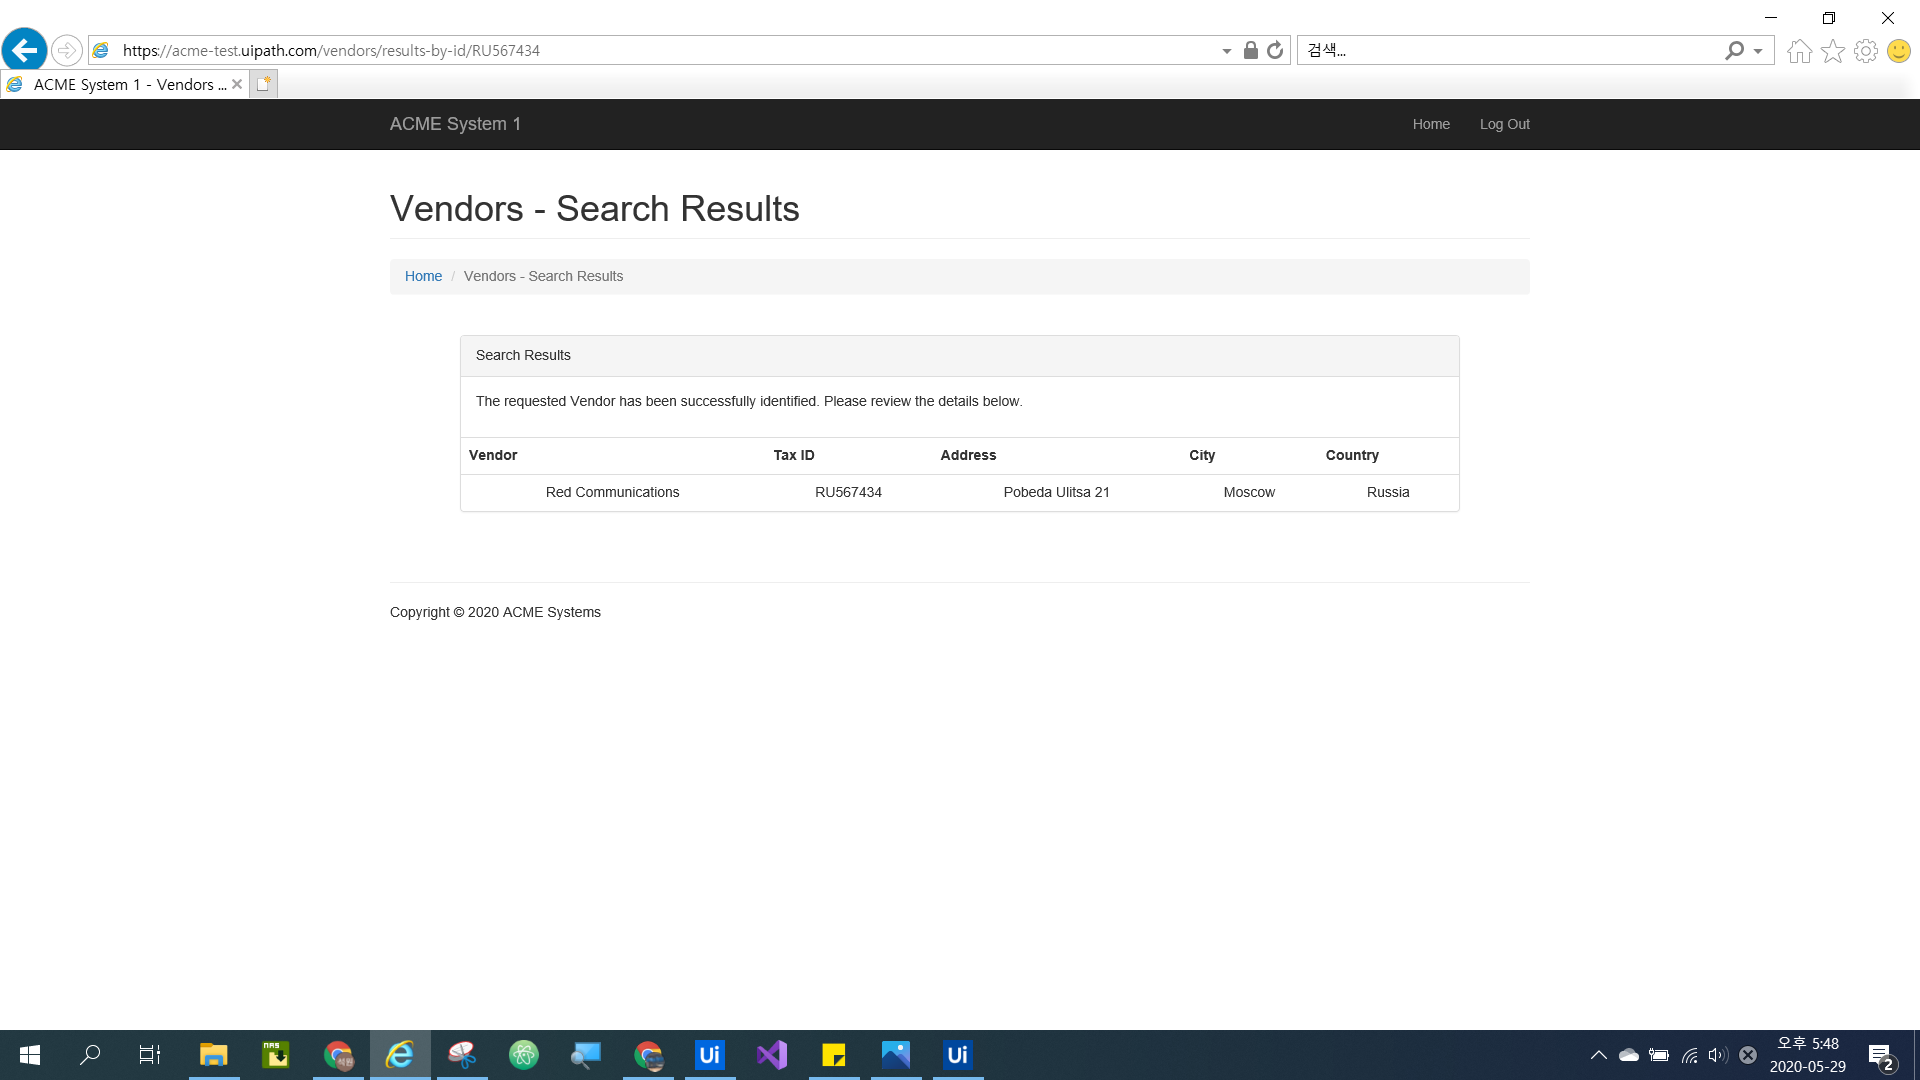 https://acme-test.uipath.com/vendors/results-by-id/RU567434
검색...
ACME System 1 - Vendors ...
ACME System 1
Home
Log Out
Vendors - Search Results
Home / Vendors - Search Results
Search Results
The requested Vendor has been successfully identified. Please review the details below.
Vendor Tax ID Address City Country
Red Communications RU567434 Pobeda Ulitsa 21 Moscow Russia
Copyright © 2020 ACME Systems
NAS
Ui
Ui
오후 5:48
2020-05-29
2